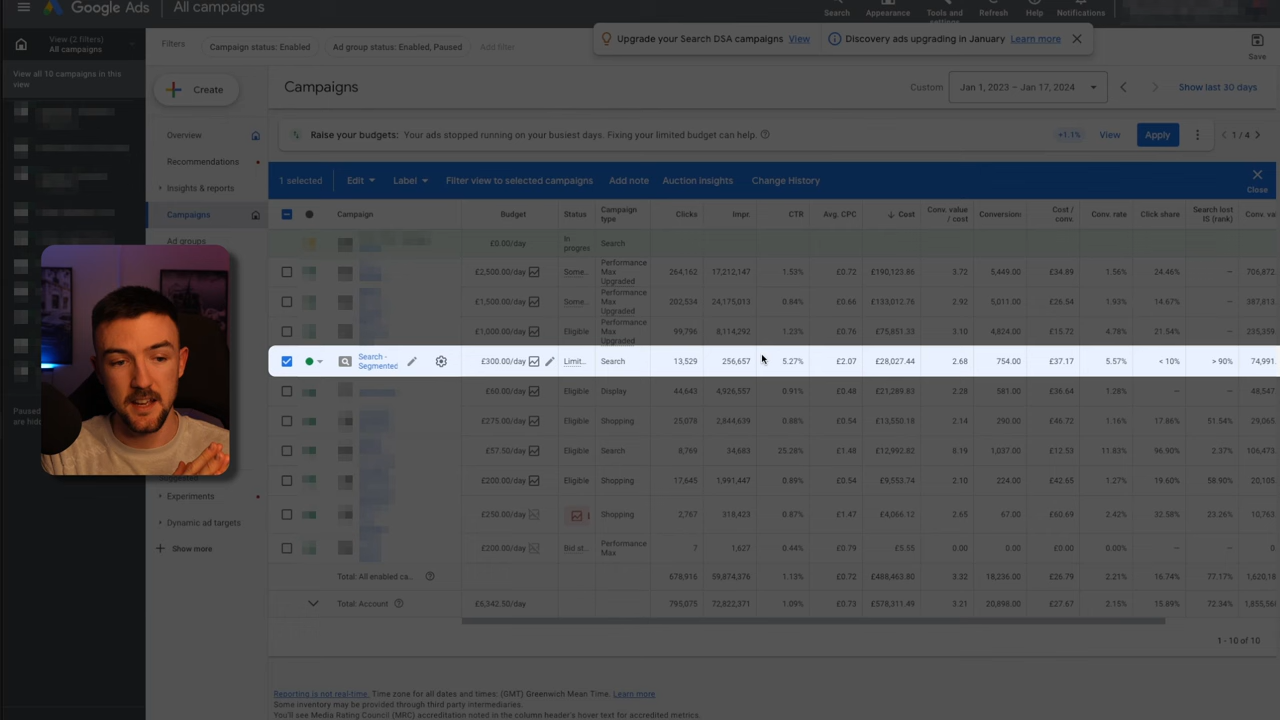 Google Ads
All campaigns
Search
Appearance
Tools and settings
Refresh
Help
Notifications
View (2 filters)
All campaigns
Filters
Campaign status: Enabled
Ad group status: Enabled, Paused
Add filter
Upgrade your Search DSA campaigns View
Discovery ads upgrading in January Learn more
Save
View all 10 campaigns in this view
Create
Campaigns
Custom
Jan 1, 2023 – Jan 17, 2024
Show last 30 days
Overview
Recommendations
Insights & reports
Campaigns
Ad groups
Raise your budgets: Your ads stopped running on your busiest days. Fixing your limited budget can help.
+1.1%
View
Apply
1 / 4
1 selected
Edit
Label
Filter view to selected campaigns
Add note
Auction insights
Change History
Close
Campaign Budget Status Campaign type Clicks Impr. CTR Avg. CPC Cost Conv. value / cost Conversions Cost / conv. Conv. rate Click share Search lost IS (rank) Conv. va
£0.00/day In progres Search
£2,500.00/day Some... Performance Max Upgraded 264,162 17,212,147 1.53% £0.72 £190,123.86 3.72 5,449.00 £34.89 1.56% 24.46% — 706,872
£1,500.00/day Some... Performance Max Upgraded 202,534 24,175,013 0.84% £0.66 £133,012.76 2.92 5,011.00 £26.54 1.93% 14.67% — 387,813
£1,000.00/day Eligible Performance Max Upgraded 99,796 8,114,292 1.23% £0.76 £75,851.33 3.10 4,824.00 £15.72 4.78% 21.54% — 235,359
Search - Segmented £300.00/day Limit... Search 13,529 256,657 5.27% £2.07 £28,027.44 2.68 754.00 £37.17 5.57% < 10% > 90% 74,991
£60.00/day Eligible Display 44,643 4,926,557 0.91% £0.48 £21,289.83 2.28 581.00 £36.64 1.28% — — 48,547
£275.00/day Eligible Shopping 25,078 2,844,639 0.88% £0.54 £13,550.18 2.14 290.00 £46.72 1.16% 17.86% 51.54% 29,065
£57.50/day Eligible Search 8,769 34,683 25.28% £1.48 £12,992.82 8.19 1,037.00 £12.53 11.83% 96.90% 2.37% 106,473
£200.00/day Eligible Shopping 17,645 1,991,447 0.89% £0.54 £9,553.74 2.10 224.00 £42.65 1.27% 19.60% 58.90% 20,105
£250.00/day Shopping 2,767 318,423 0.87% £1.47 £4,066.12 2.65 67.00 £60.69 2.42% 32.58% 23.26% 10,763
£200.00/day Bid st... Performance Max 7 1,627 0.44% £0.79 £5.55 0.00 0.00 £0.00 0.00% — — 0.00
Total: All enabled ca... 678,916 59,874,376 1.13% £0.72 £488,463.80 3.32 18,236.00 £26.79 2.21% 16.74% 77.17% 1,620,18
Total: Account £6,342.50/day 795,075 72,822,371 1.09% £0.73 £578,311.49 3.21 20,898.00 £27.67 2.15% 15.89% 72.34% 1,855,56
Paused
are hid
Experiments
Dynamic ad targets
Show more
1 - 10 of 10
Reporting is not real-time. Time zone for all dates and times: (GMT) Greenwich Mean Time. Learn more
Some inventory may be provided through third party intermediaries.
You'll see Media Rating Council (MRC) accreditation noted in the column header's hover text for accredited metrics.